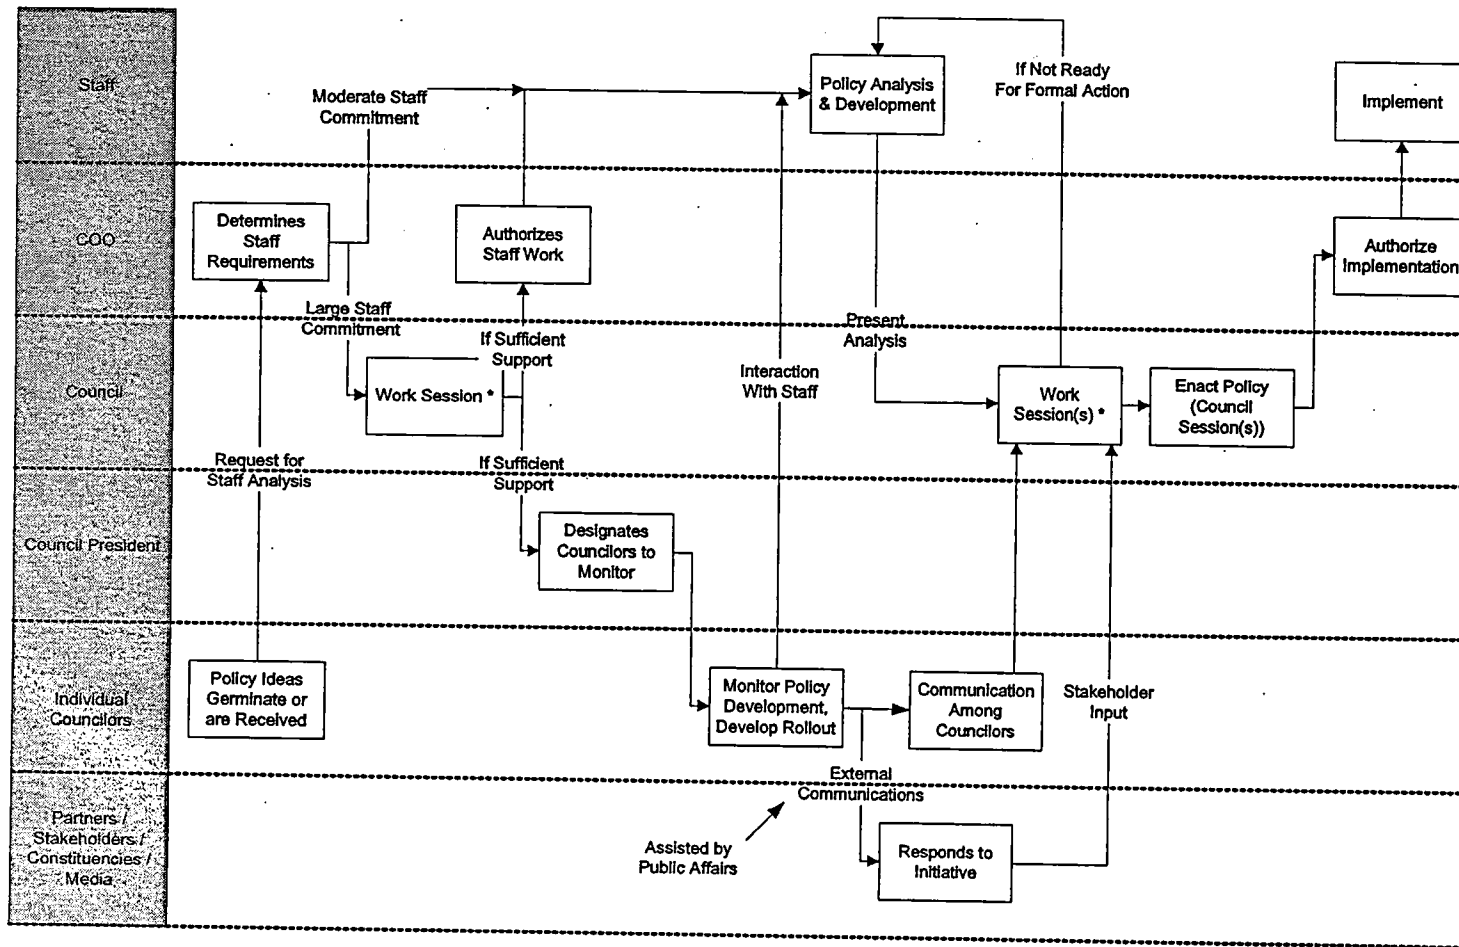 Staff
Moderate Staff
Commitment
Policy Analysis
& Development
If Not Ready
For Formal Action
Implement
COO
Determines
Staff
Requirements
Authorizes
Staff Work
Authorize
Implementation
Large Staff
Commitment
If Sufficient
Support
Present
Analysis
Council
Work Session *
Interaction
With Staff
Work
Session(s) *
Enact Policy
(Council
Session(s))
Request for
Staff Analysis
If Sufficient
Support
Council President
Designates
Councilors to
Monitor
Individual
Councilors
Policy Ideas
Germinate or
are Received
Monitor Policy
Development,
Develop Rollout
Communication
Among
Councilors
Stakeholder
Input
External
Communications
Partners /
Stakeholders /
Constituencies /
Media
Assisted by
Public Affairs
Responds to
Initiative